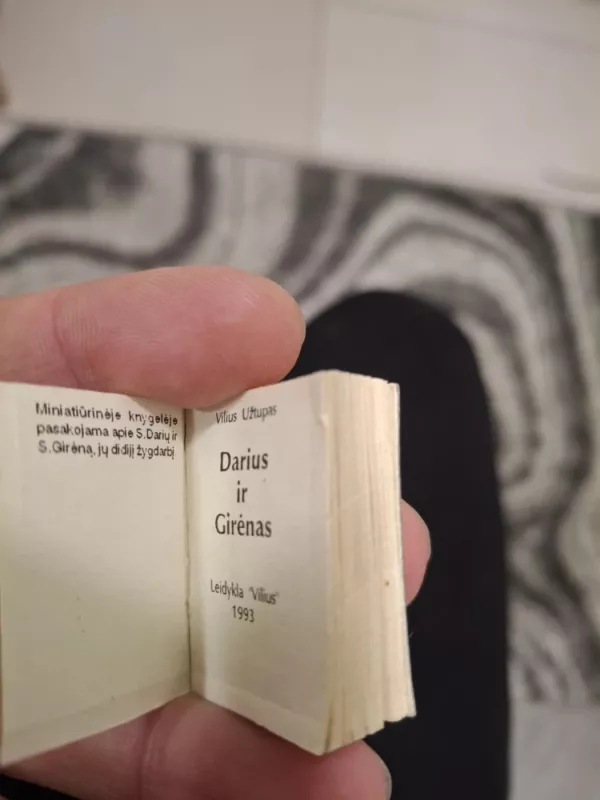 Miniatiūrinėje knygelėje
pasakojama apie S.Darių ir
S.Girėną, jų didįjį žygdarbį
Vilius Užtupas
Darius
ir
Girėnas
Leidykla "Vilius"
1993